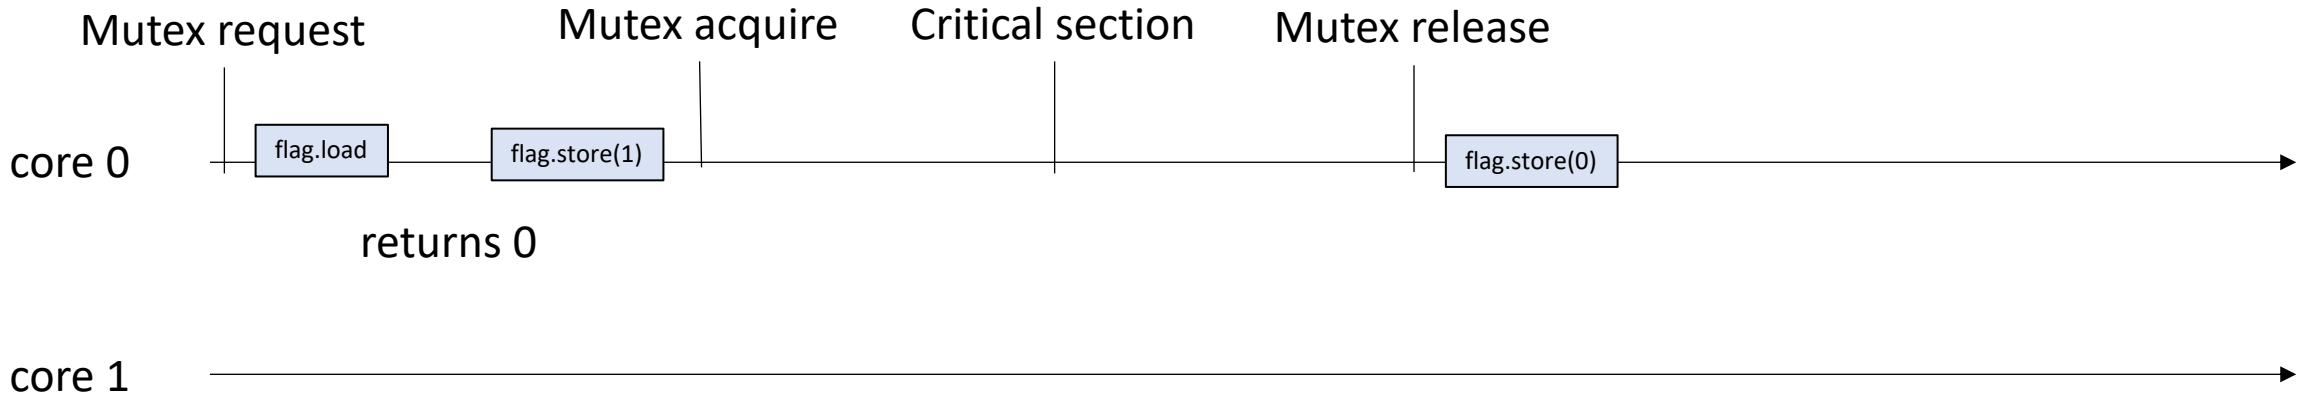 Mutex request
Mutex acquire
Critical section
Mutex release
core 0
flag.load
flag.store(1)
flag.store(0)
returns 0
core 1